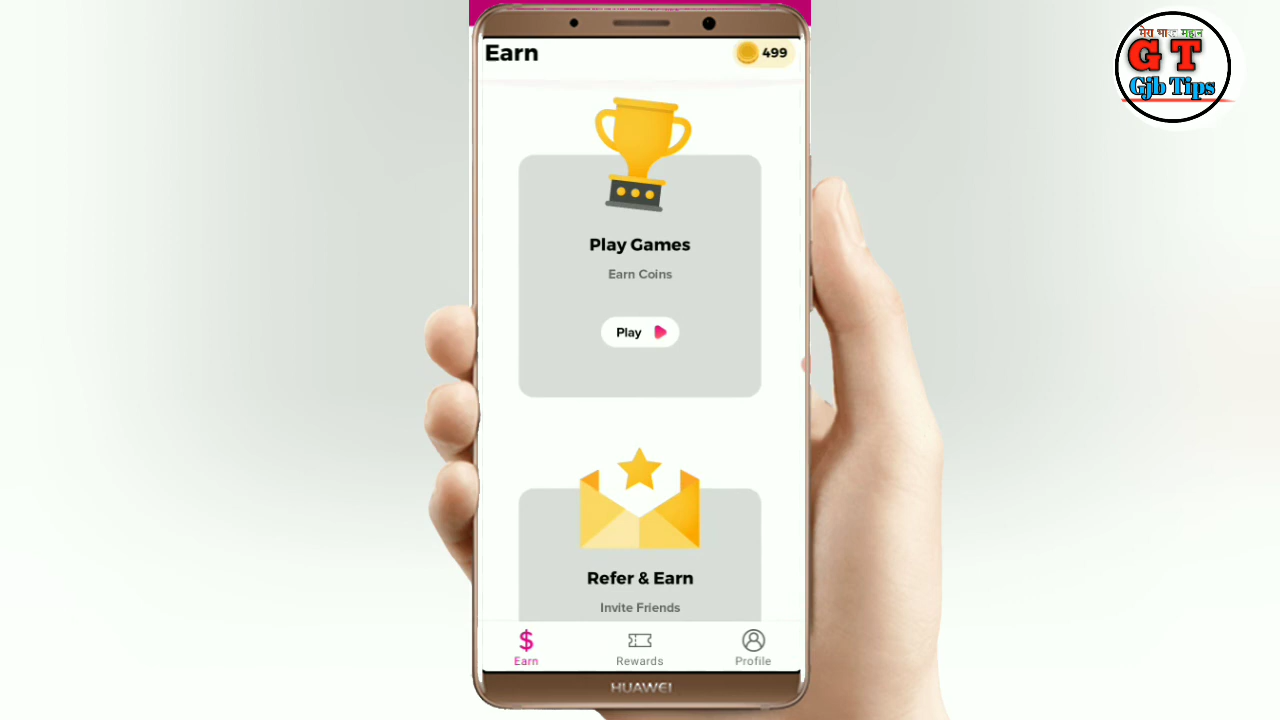 Earn
499
Play Games
Earn Coins
Play
Refer & Earn
Invite Friends
Earn
Rewards
Profile
HUAWEI
मेरा भारत महान
G T
Gjb Tips